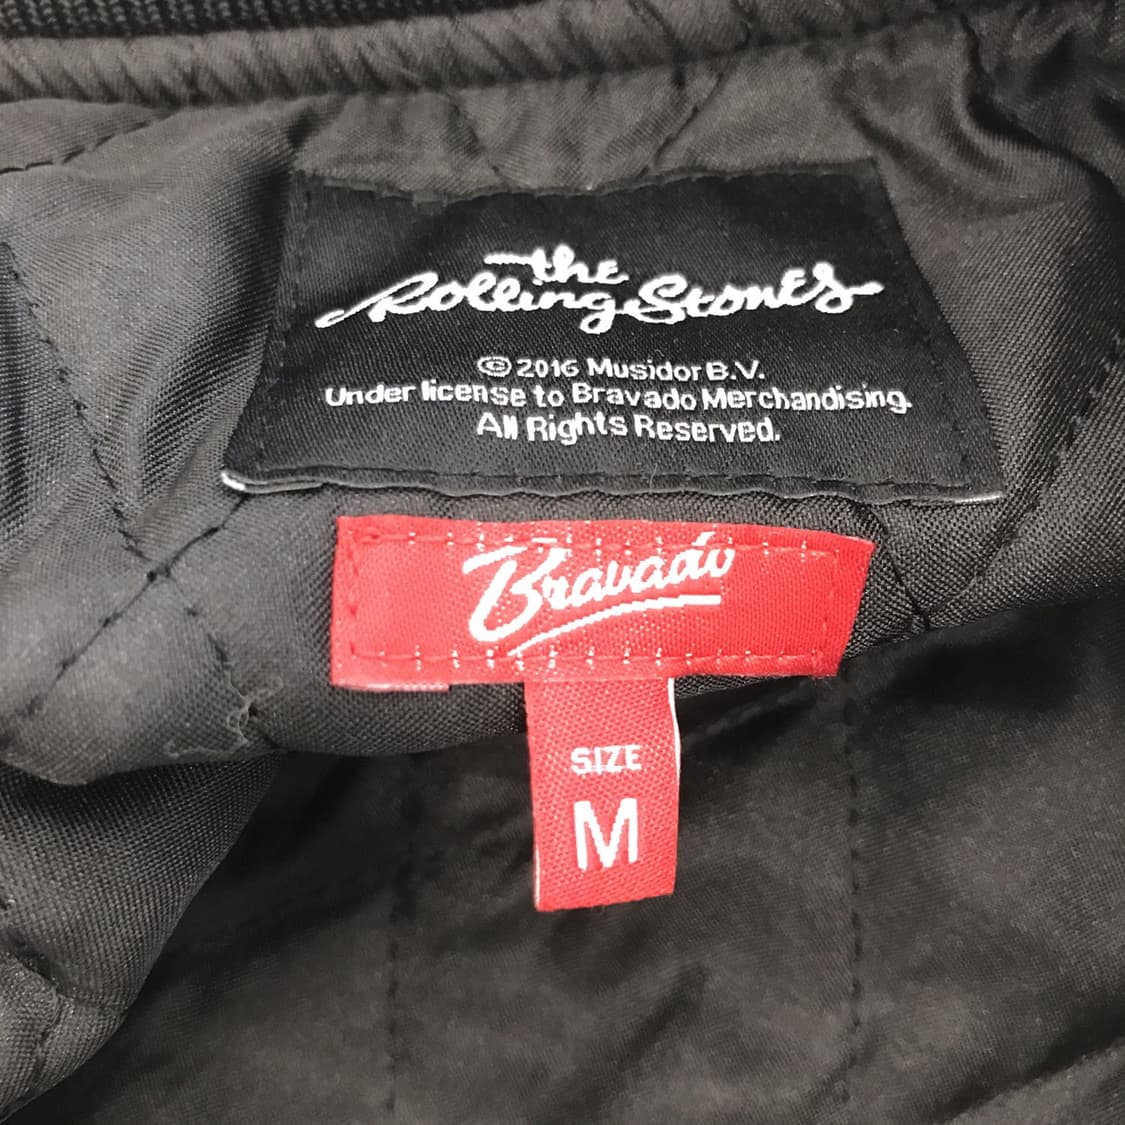 the
Rolling Stones
© 2016 Musidor B.V.
Under license to Bravado Merchandising.
All Rights Reserved.
Bravado
SIZE
M